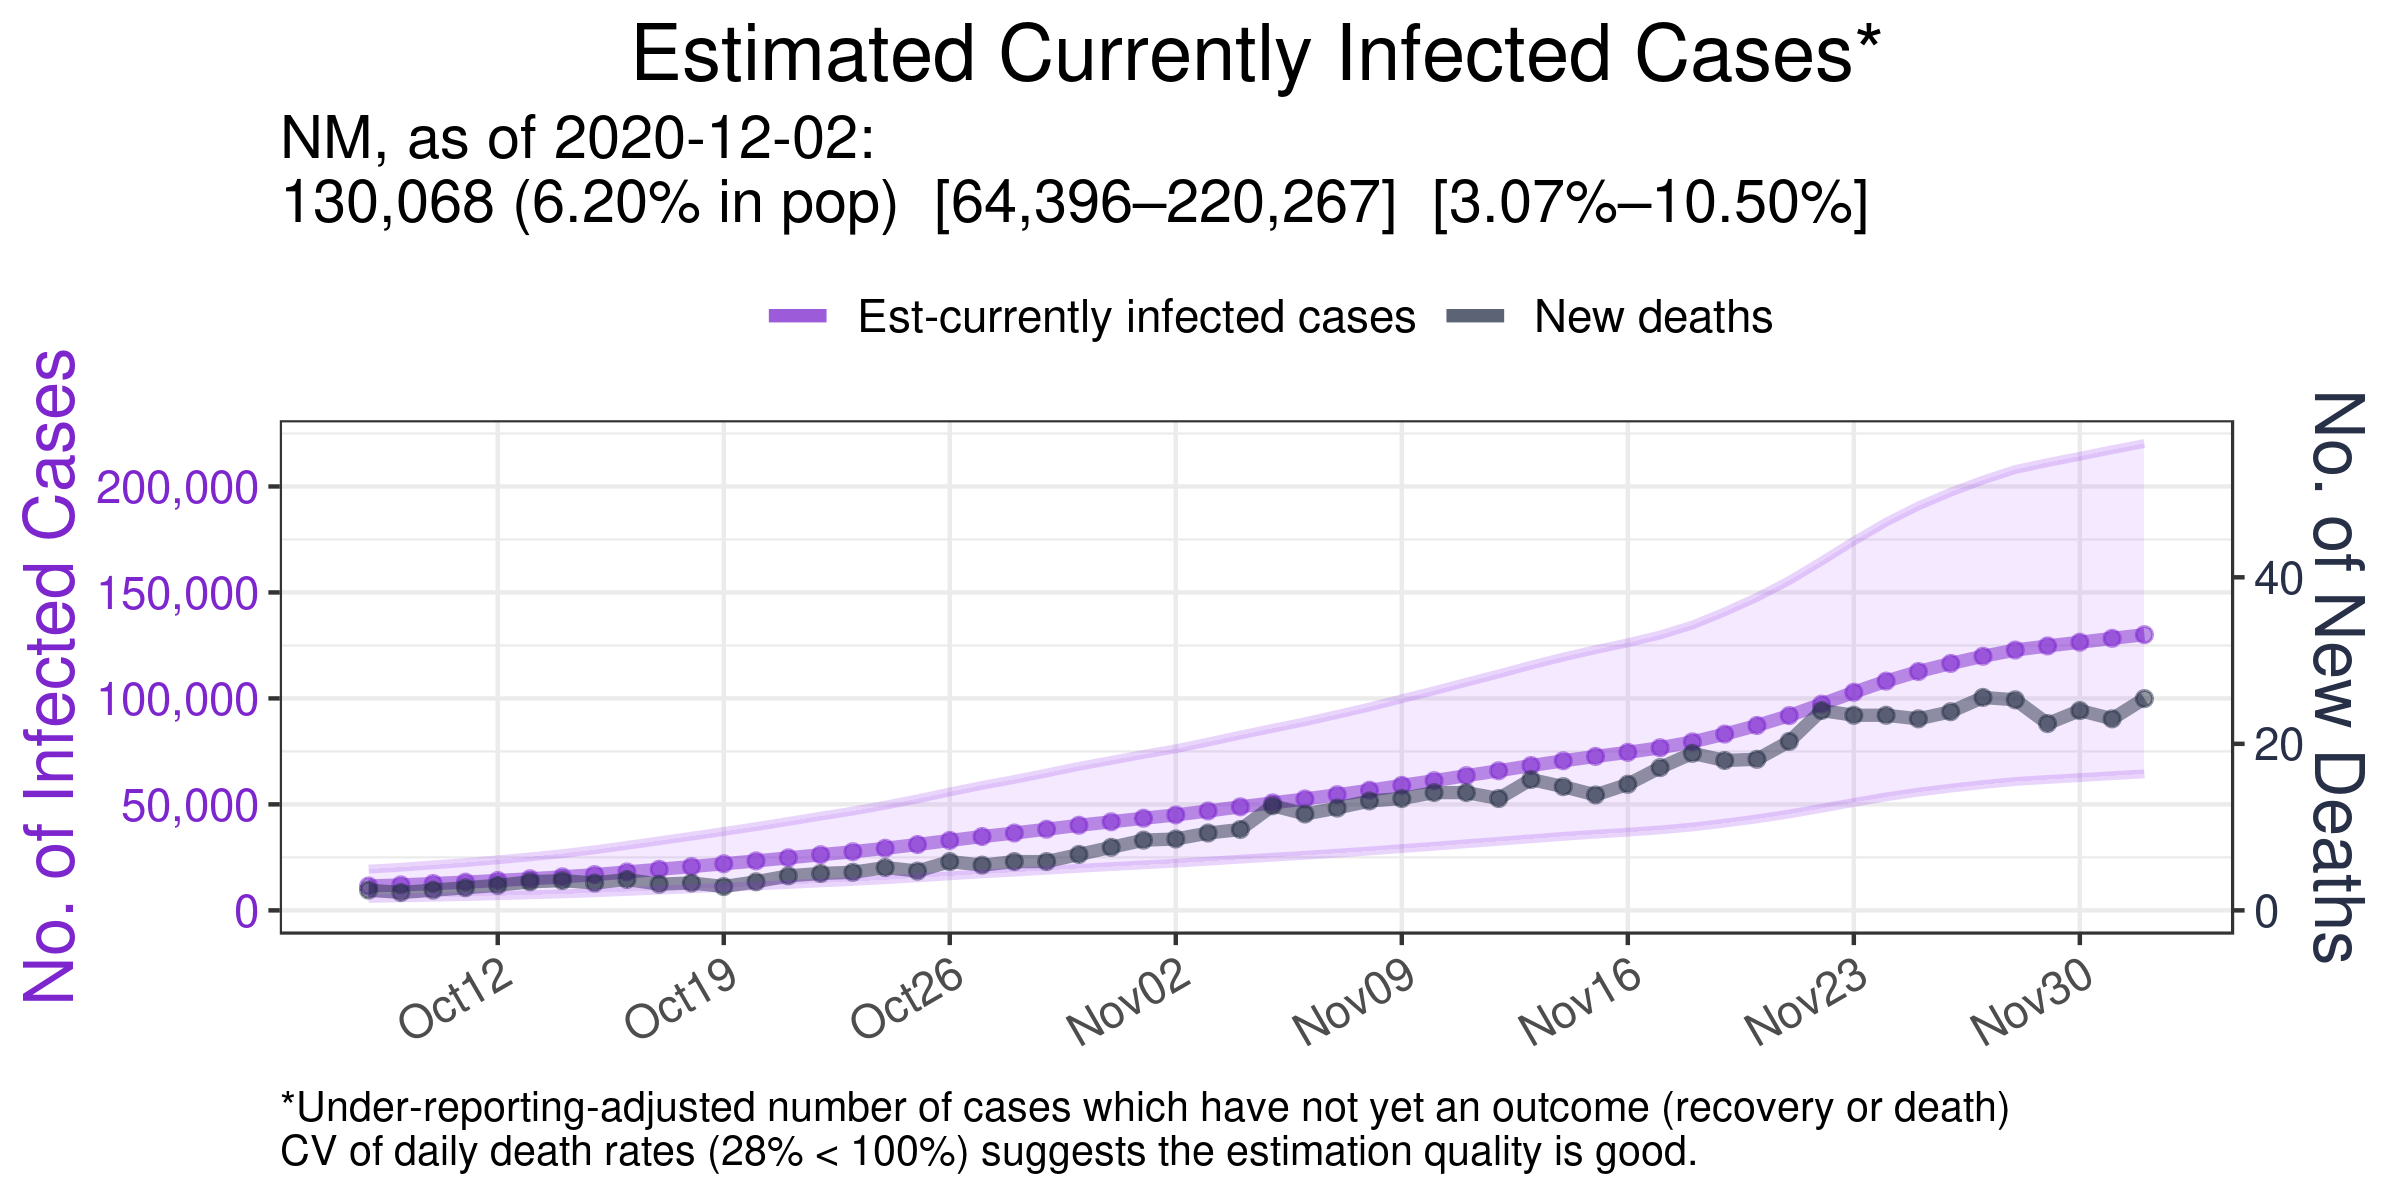 Estimated Currently Infected Cases*
NM, as of 2020-12-02:
130,068 (6.20% in pop)  [64,396–220,267]  [3.07%–10.50%]
Est-currently infected cases
New deaths
No. of Infected Cases
200,000
150,000
100,000
50,000
0
40
20
0
No. of New Deaths
Oct12
Oct19
Oct26
Nov02
Nov09
Nov16
Nov23
Nov30
*Under-reporting-adjusted number of cases which have not yet an outcome (recovery or death)
CV of daily death rates (28% < 100%) suggests the estimation quality is good.